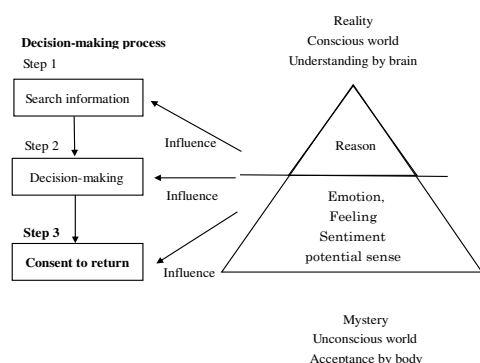 Decision-making process
Step 1
Search information
Step 2
Decision-making
Step 3
Consent to return
Influence
Influence
Influence
Reality
Conscious world
Understanding by brain
Reason
Emotion,
Feeling
Sentiment
potential sense
Mystery
Unconscious world
Acceptance by body